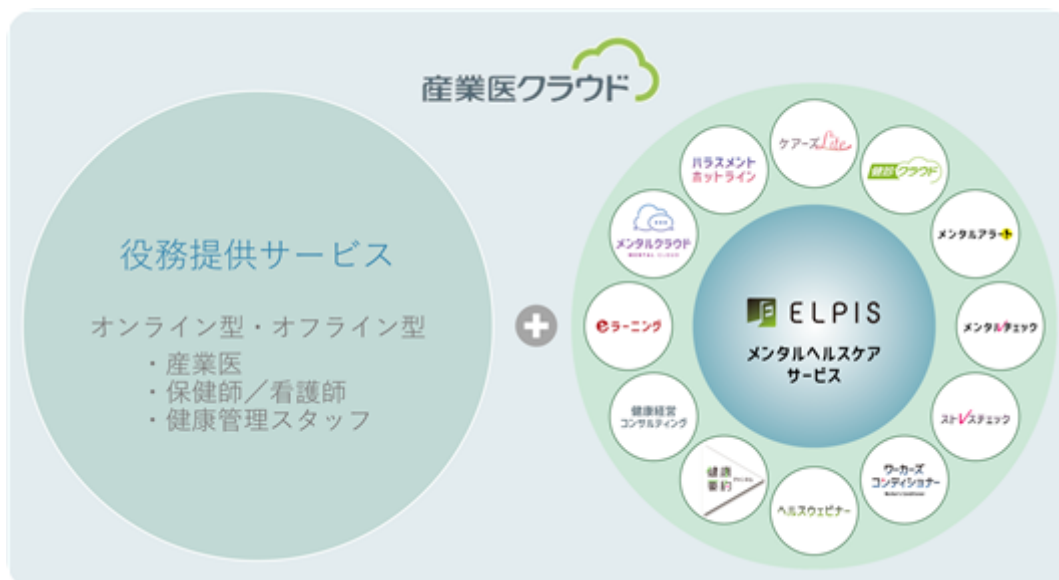 産業医クラウド
役務提供サービス
オンライン型・オフライン型
・産業医
・保健師／看護師
・健康管理スタッフ
ケアーズLite
健診クラウド
メンタルアラート
メンタルチェック
ストレスチェック
ワーカーズ
コンディショナー
ヘルスウェビナー
健康
要約
健康経営
コンサルティング
eラーニング
メンタルクラウド
MENTAL CLOUD
ハラスメント
ホットライン
ELPIS
メンタルヘルスケア
サービス